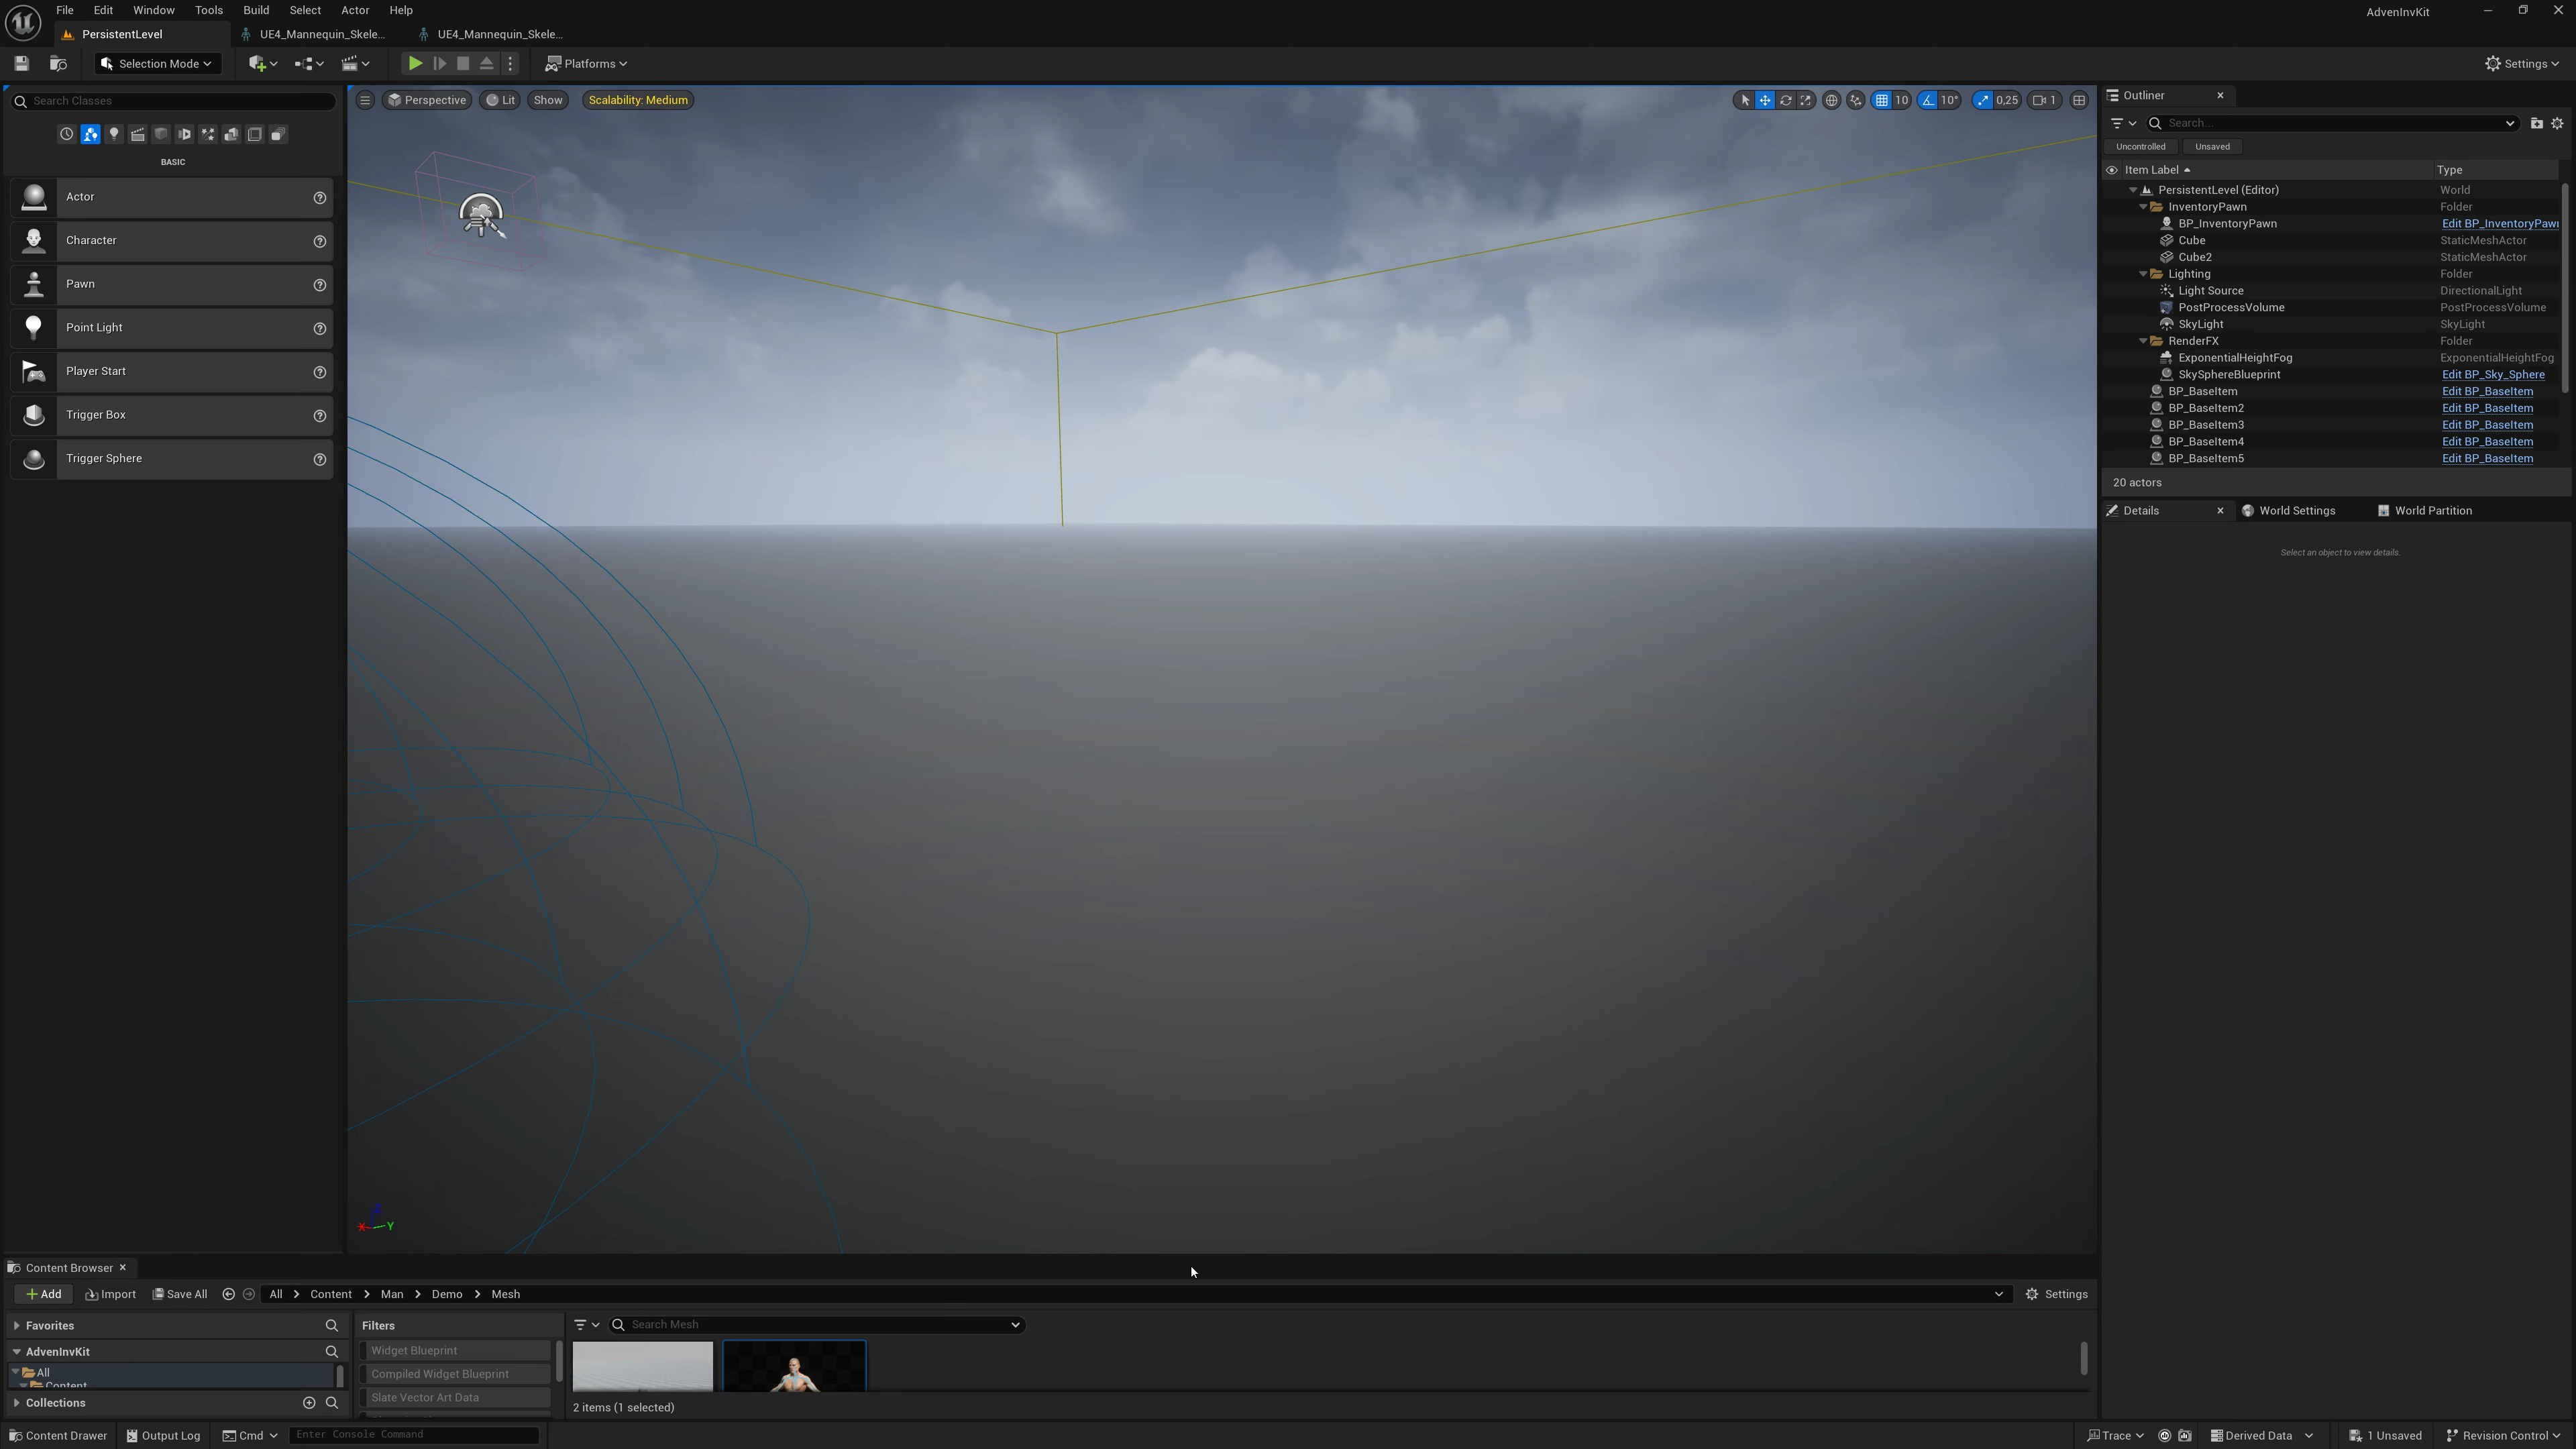 File Edit Window Tools Build Select Actor Help
AdvenInvKit
PersistentLevel
UE4_Mannequin_Skele...
UE4_Mannequin_Skele...
Selection Mode
Platforms
Settings
Search Classes
BASIC
Actor
Character
Pawn
Point Light
Player Start
Trigger Box
Trigger Sphere
Perspective
Lit
Show
Scalability: Medium
10
10°
0,25
1
X
Y
Outliner
Search...
Uncontrolled
Unsaved
Item Label
Type
PersistentLevel (Editor) World
InventoryPawn Folder
BP_InventoryPawn Edit BP_InventoryPawn
Cube StaticMeshActor
Cube2 StaticMeshActor
Lighting Folder
Light Source DirectionalLight
PostProcessVolume PostProcessVolume
SkyLight SkyLight
RenderFX Folder
ExponentialHeightFog ExponentialHeightFog
SkySphereBlueprint Edit BP_Sky_Sphere
BP_BaseItem Edit BP_BaseItem
BP_BaseItem2 Edit BP_BaseItem
BP_BaseItem3 Edit BP_BaseItem
BP_BaseItem4 Edit BP_BaseItem
BP_BaseItem5 Edit BP_BaseItem
20 actors
Details
World Settings
World Partition
Select an object to view details.
Content Browser
Add
Import
Save All
All > Content > Man > Demo > Mesh
Settings
Favorites
AdvenInvKit
All
Content
Collections
Filters
Widget Blueprint
Compiled Widget Blueprint
Slate Vector Art Data
Search Mesh
2 items (1 selected)
Content Drawer
Output Log
Cmd
Enter Console Command
Trace
Derived Data
1 Unsaved
Revision Control